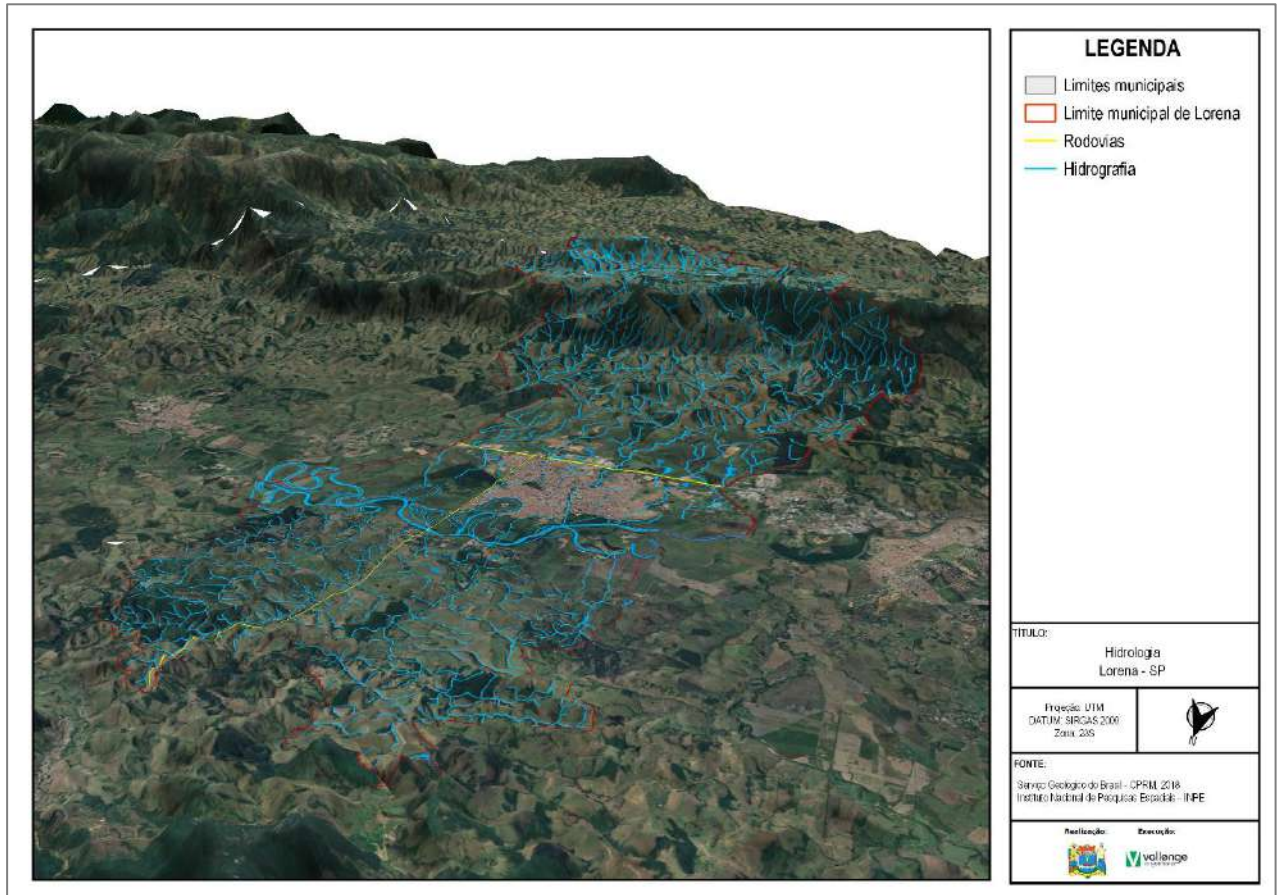 LEGENDA
Limites municipais
Limite municipal de Lorena
Rodovias
Hidrografia
TÍTULO:
Hidrologia
Lorena - SP
Projeção: UTM
DATUM: SIRGAS 2000
Zona: 23S
N
FONTE:
Serviço Geológico do Brasil - CPRM, 2018
Instituto Nacional de Pesquisas Espaciais - INPE
Realização: Execução:
vallenge